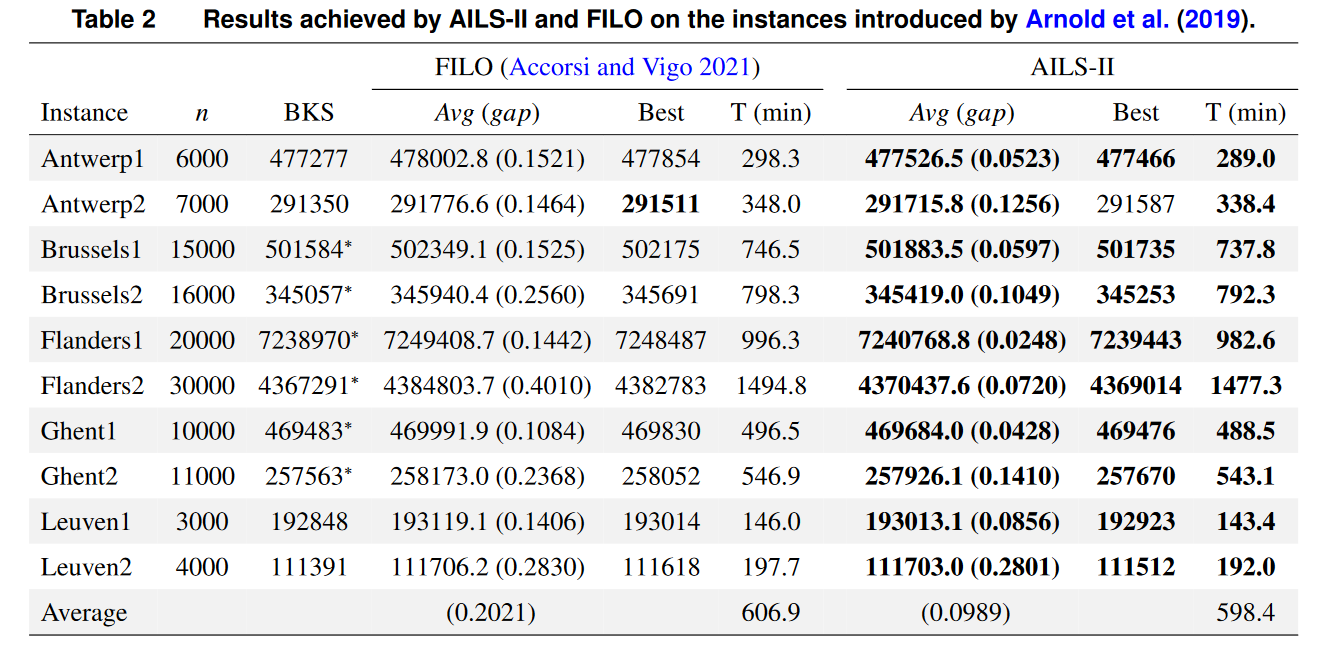 Table 2 Results achieved by AILS-II and FILO on the instances introduced by Arnold et al. (2019).
FILO (Accorsi and Vigo 2021) AILS-II
Instance n BKS Avg (gap) Best T (min) Avg (gap) Best T (min)
Antwerp1 6000 477277 478002.8 (0.1521) 477854 298.3 477526.5 (0.0523) 477466 289.0
Antwerp2 7000 291350 291776.6 (0.1464) 291511 348.0 291715.8 (0.1256) 291587 338.4
Brussels1 15000 501584* 502349.1 (0.1525) 502175 746.5 501883.5 (0.0597) 501735 737.8
Brussels2 16000 345057* 345940.4 (0.2560) 345691 798.3 345419.0 (0.1049) 345253 792.3
Flanders1 20000 7238970* 7249408.7 (0.1442) 7248487 996.3 7240768.8 (0.0248) 7239443 982.6
Flanders2 30000 4367291* 4384803.7 (0.4010) 4382783 1494.8 4370437.6 (0.0720) 4369014 1477.3
Ghent1 10000 469483* 469991.9 (0.1084) 469830 496.5 469684.0 (0.0428) 469476 488.5
Ghent2 11000 257563* 258173.0 (0.2368) 258052 546.9 257926.1 (0.1410) 257670 543.1
Leuven1 3000 192848 193119.1 (0.1406) 193014 146.0 193013.1 (0.0856) 192923 143.4
Leuven2 4000 111391 111706.2 (0.2830) 111618 197.7 111703.0 (0.2801) 111512 192.0
Average (0.2021) 606.9 (0.0989) 598.4